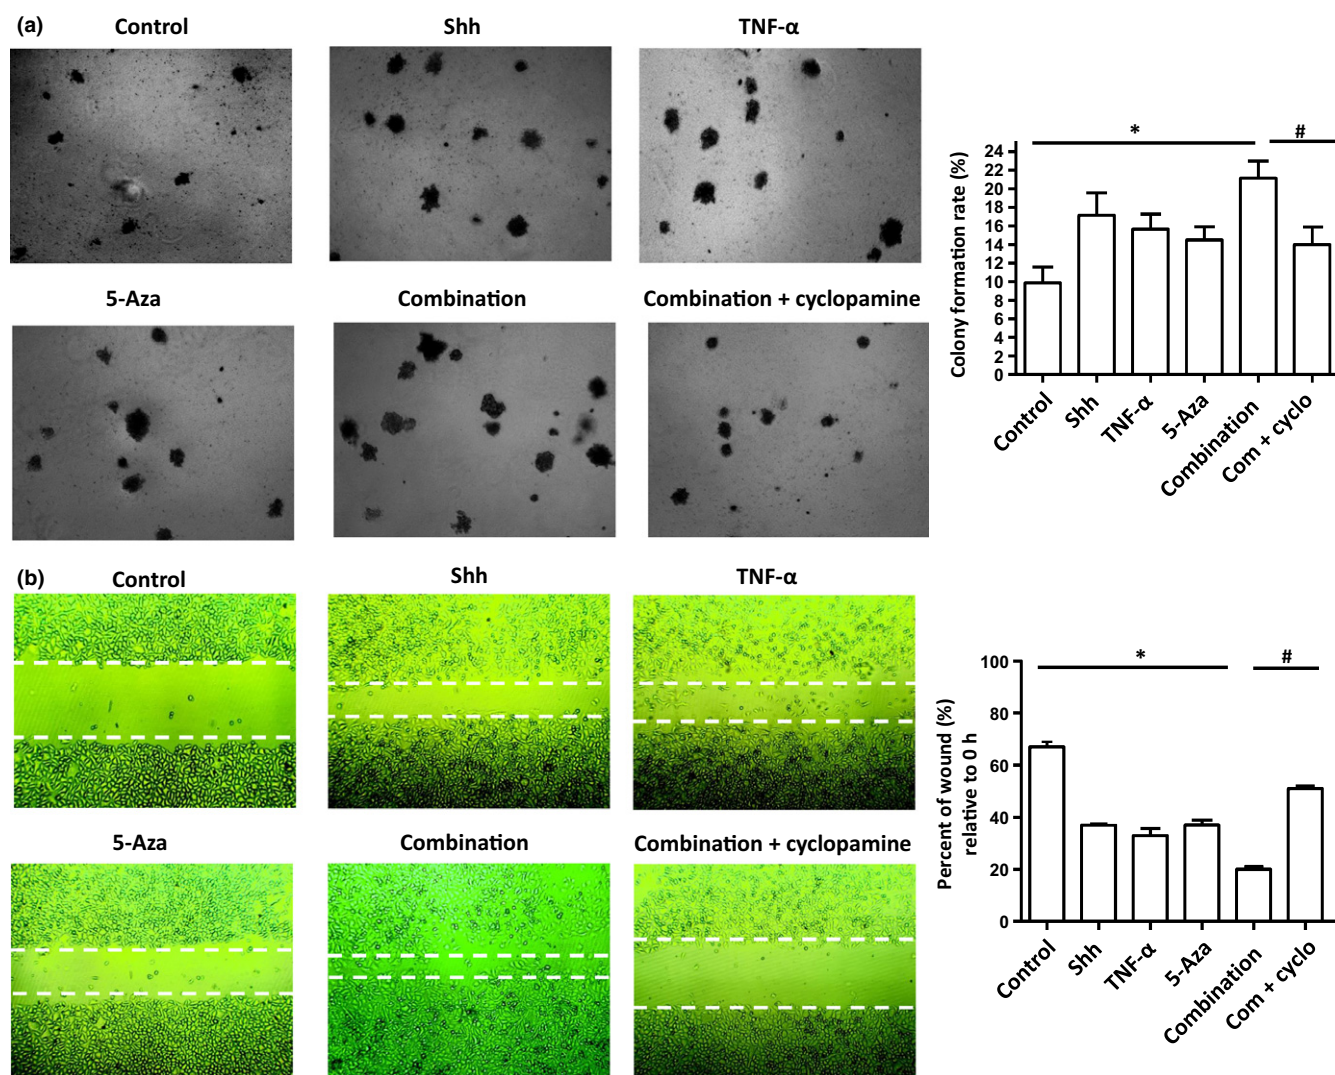 (a)
Control
Shh
TNF-α
5-Aza
Combination
Combination + cyclopamine
Colony formation rate (%)
24
22
20
18
16
14
12
10
8
6
4
2
0
*
#
Control
Shh
TNF-α
5-Aza
Combination
Com + cyclo
(b)
Control
Shh
TNF-α
5-Aza
Combination
Combination + cyclopamine
Percent of wound (%)
relative to 0 h
100
80
60
40
20
0
*
#
Control
Shh
TNF-α
5-Aza
Combination
Com + cyclo